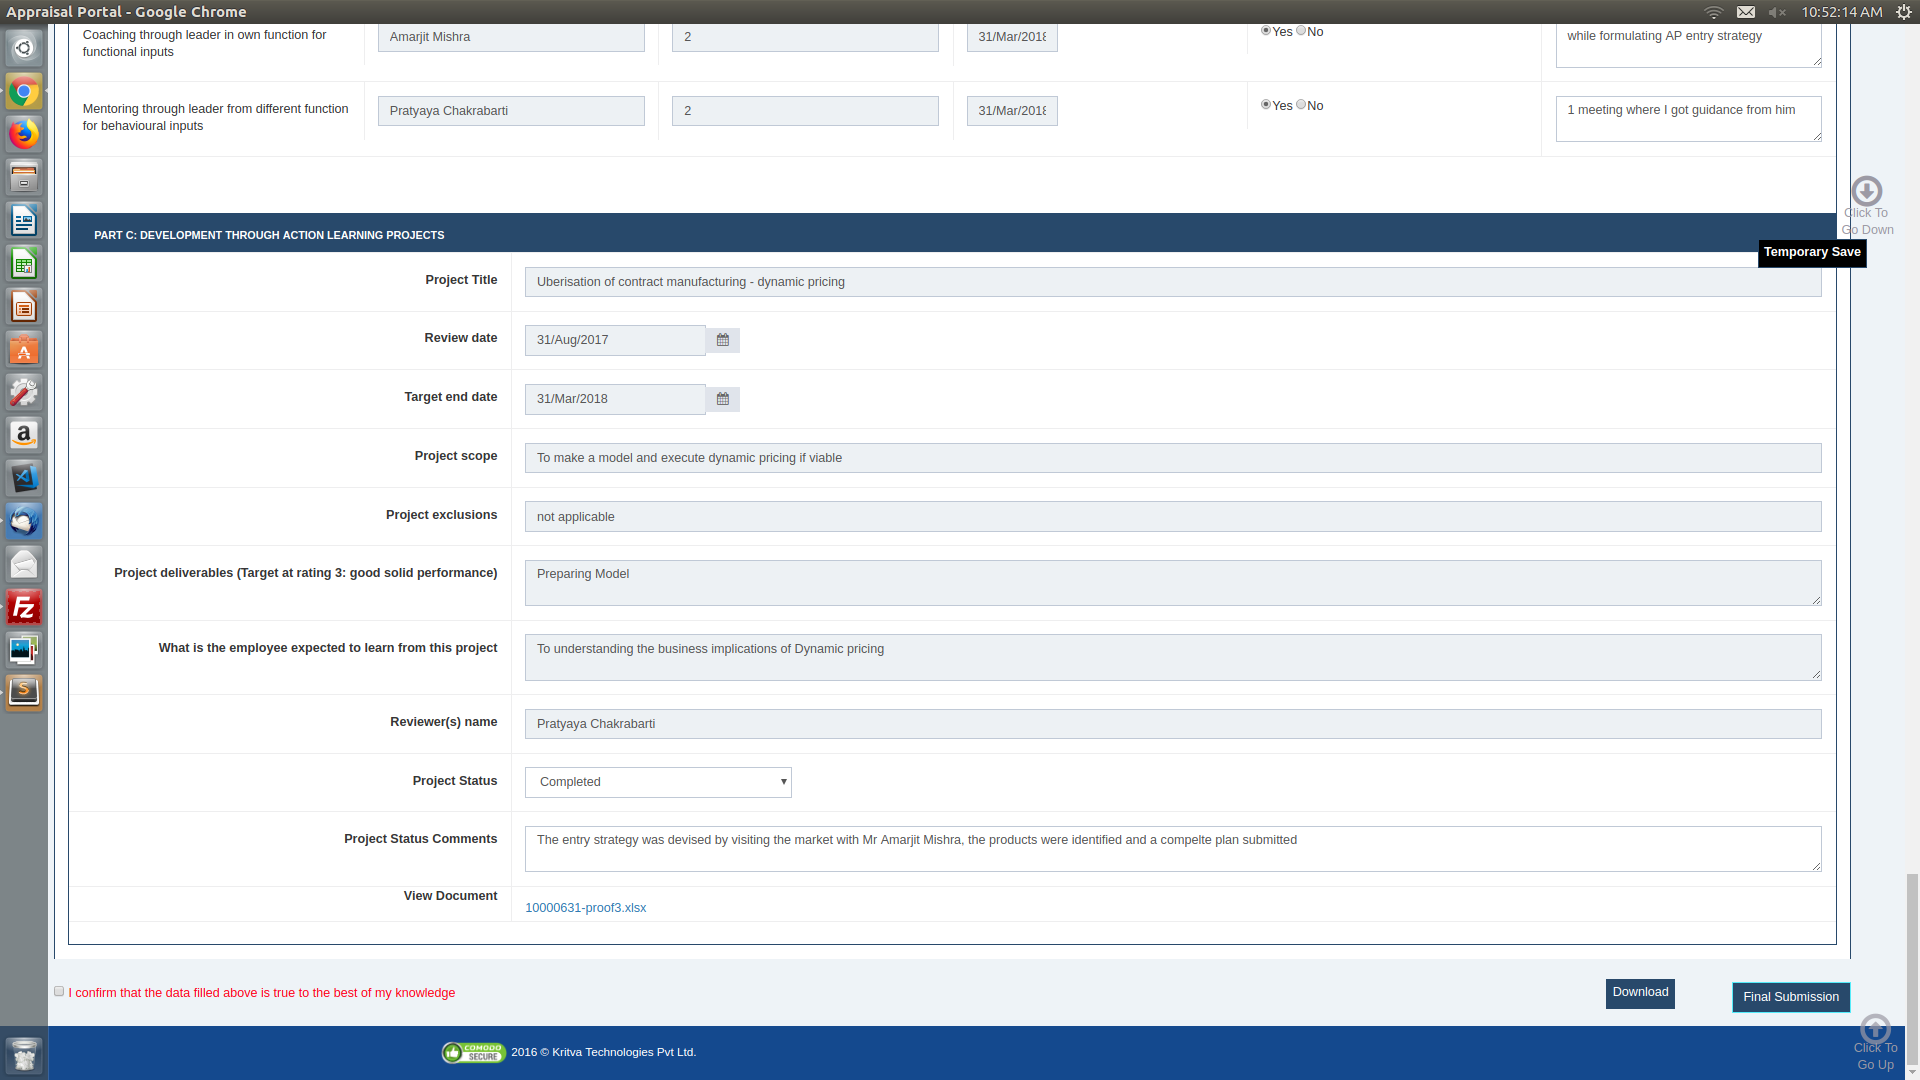 Appraisal Portal - Google Chrome
10:52:14 AM
Coaching through leader in own function for
functional inputs
Amarjit Mishra
2
31/Mar/2018
Yes No
while formulating AP entry strategy
Mentoring through leader from different function
for behavioural inputs
Pratyaya Chakrabarti
2
31/Mar/2018
Yes No
1 meeting where I got guidance from him
Click To
Go Down
PART C: DEVELOPMENT THROUGH ACTION LEARNING PROJECTS
Temporary Save
Project Title
Uberisation of contract manufacturing - dynamic pricing
Review date
31/Aug/2017
Target end date
31/Mar/2018
Project scope
To make a model and execute dynamic pricing if viable
Project exclusions
not applicable
Project deliverables (Target at rating 3: good solid performance)
Preparing Model
What is the employee expected to learn from this project
To understanding the business implications of Dynamic pricing
Reviewer(s) name
Pratyaya Chakrabarti
Project Status
Completed
Project Status Comments
The entry strategy was devised by visiting the market with Mr Amarjit Mishra, the products were identified and a compelte plan submitted
View Document
10000631-proof3.xlsx
I confirm that the data filled above is true to the best of my knowledge
Download
Final Submission
COMODO
SECURE
2016 © Kritva Technologies Pvt Ltd.
Click To
Go Up